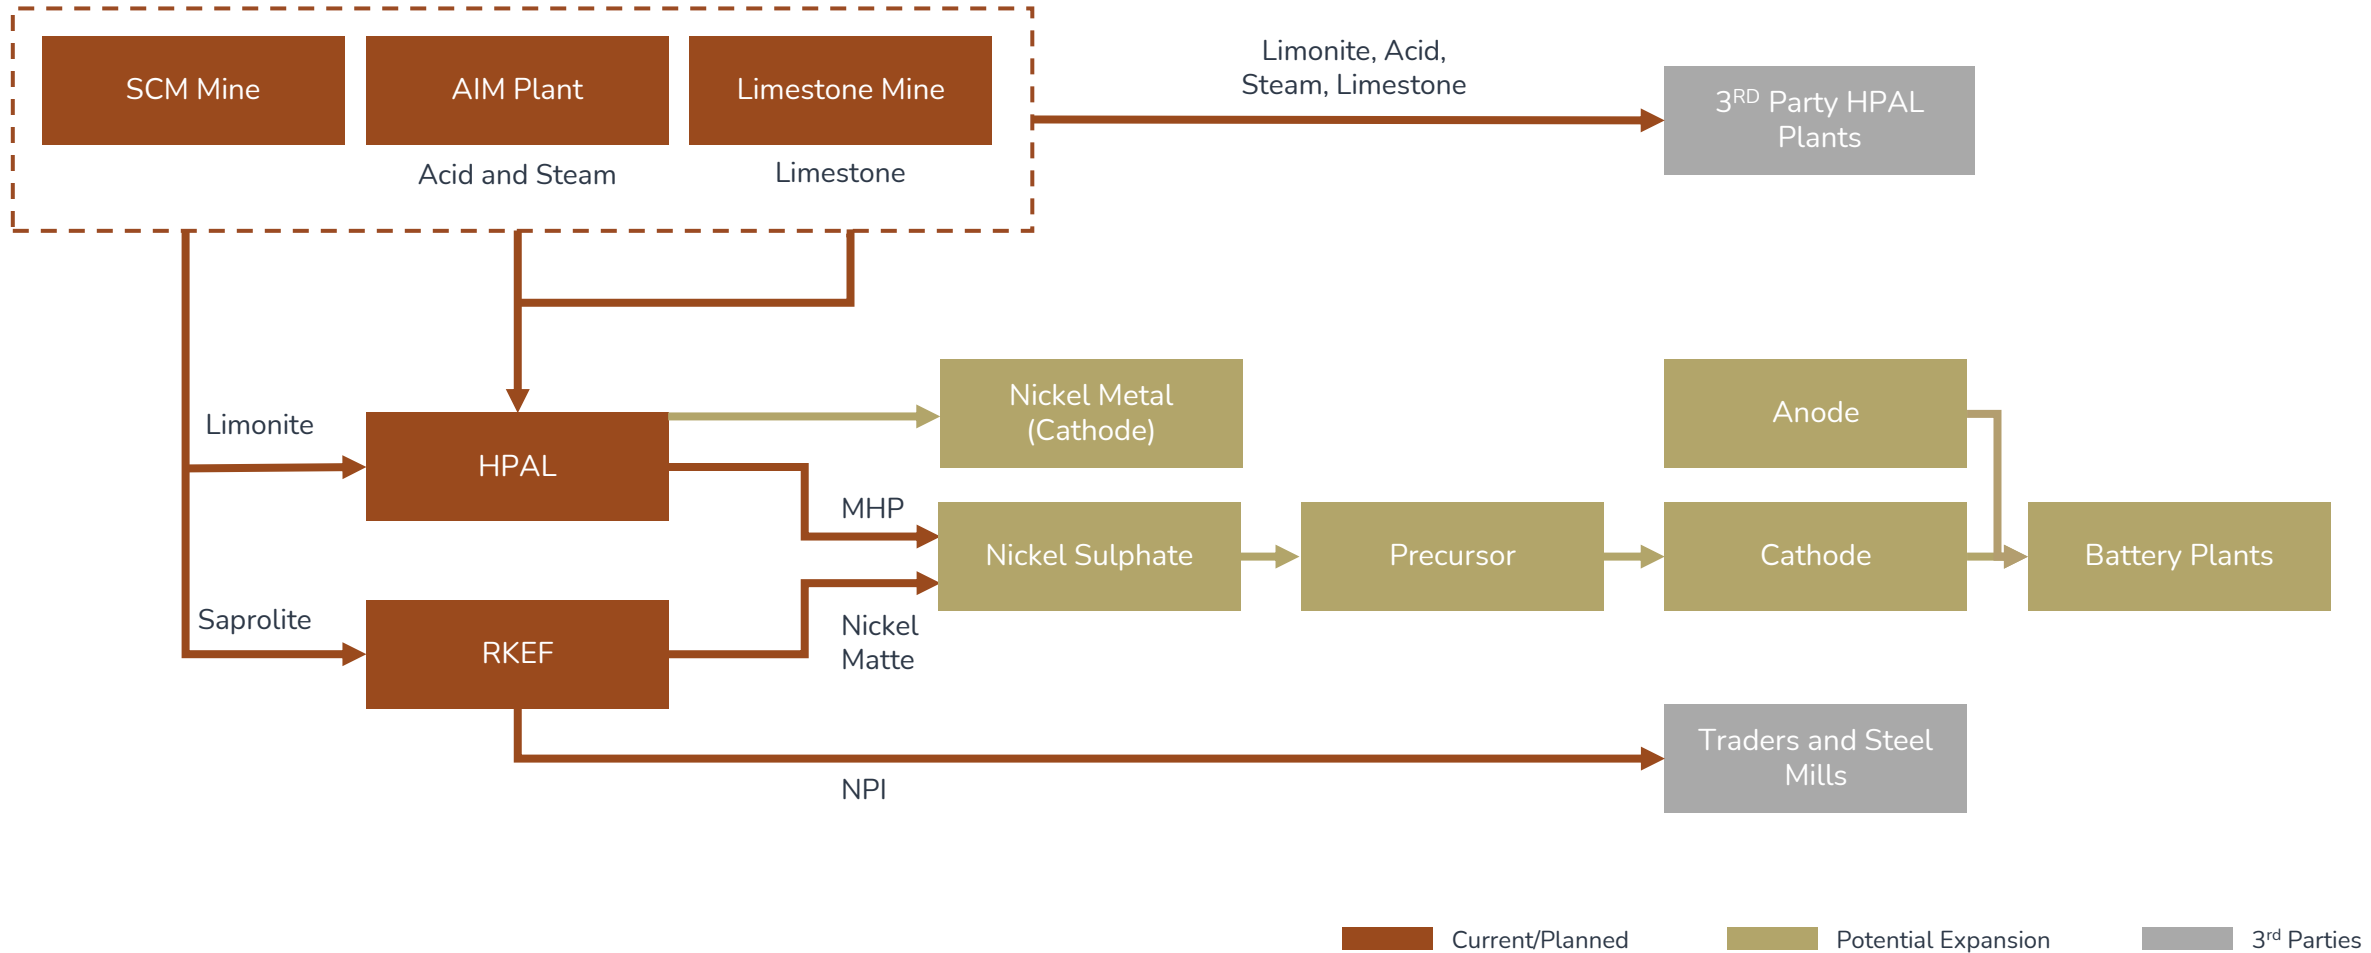 SCM Mine
AIM Plant
Limestone Mine
Acid and Steam
Limestone
Limonite, Acid,
Steam, Limestone
3RD Party HPAL
Plants
Limonite
HPAL
Nickel Metal
(Cathode)
Anode
MHP
Nickel Sulphate
Precursor
Cathode
Battery Plants
Saprolite
RKEF
Nickel
Matte
NPI
Traders and Steel
Mills
Current/Planned
Potential Expansion
3rd Parties